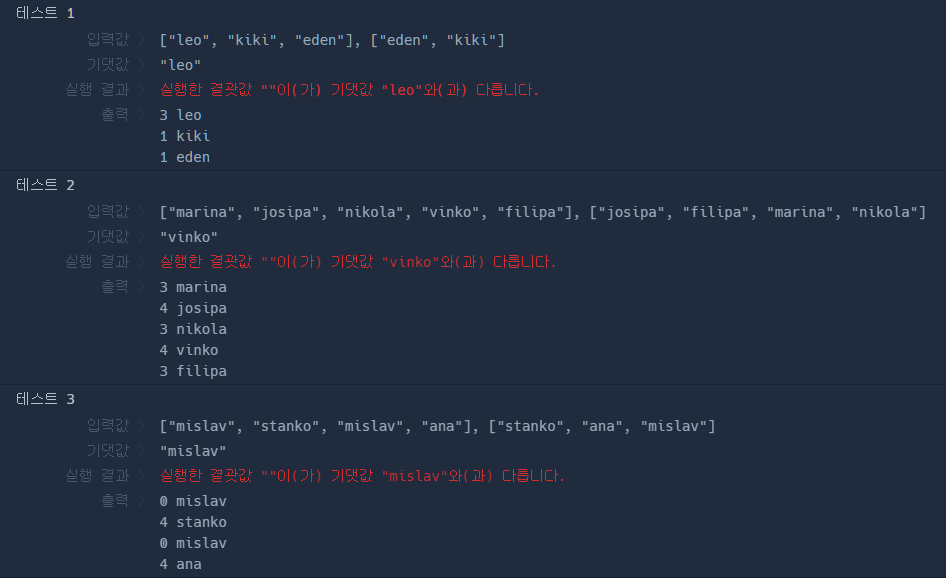 테스트 1
입력값 〉 ["leo", "kiki", "eden"], ["eden", "kiki"]
기댓값 〉 "leo"
실행 결과 〉 실행한 결괏값 ""이(가) 기댓값 "leo"와(과) 다릅니다.
출력 〉 3 leo
1 kiki
1 eden
테스트 2
입력값 〉 ["marina", "josipa", "nikola", "vinko", "filipa"], ["josipa", "filipa", "marina", "nikola"]
기댓값 〉 "vinko"
실행 결과 〉 실행한 결괏값 ""이(가) 기댓값 "vinko"와(과) 다릅니다.
출력 〉 3 marina
4 josipa
3 nikola
4 vinko
3 filipa
테스트 3
입력값 〉 ["mislav", "stanko", "mislav", "ana"], ["stanko", "ana", "mislav"]
기댓값 〉 "mislav"
실행 결과 〉 실행한 결괏값 ""이(가) 기댓값 "mislav"와(과) 다릅니다.
출력 〉 0 mislav
4 stanko
0 mislav
4 ana